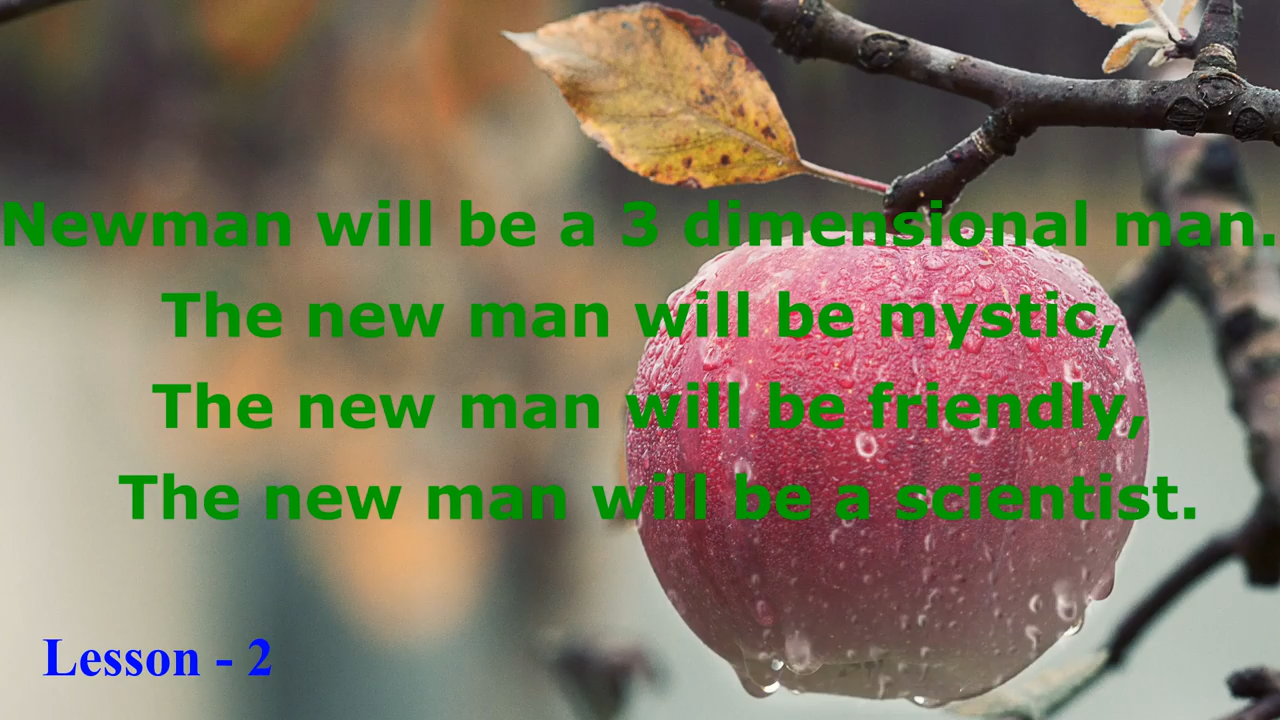 Newman will be a 3 dimensional man.
The new man will be mystic,
The new man will be friendly,
The new man will be a scientist.
Lesson - 2